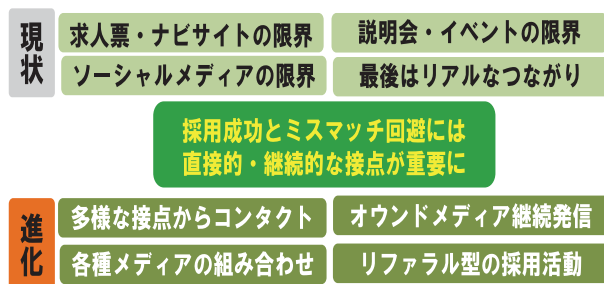 現状
求人票・ナビサイトの限界
説明会・イベントの限界
ソーシャルメディアの限界
最後はリアルなつながり
採用成功とミスマッチ回避には
直接的・継続的な接点が重要に
進化
多様な接点からコンタクト
オウンドメディア継続発信
各種メディアの組み合わせ
リファラル型の採用活動